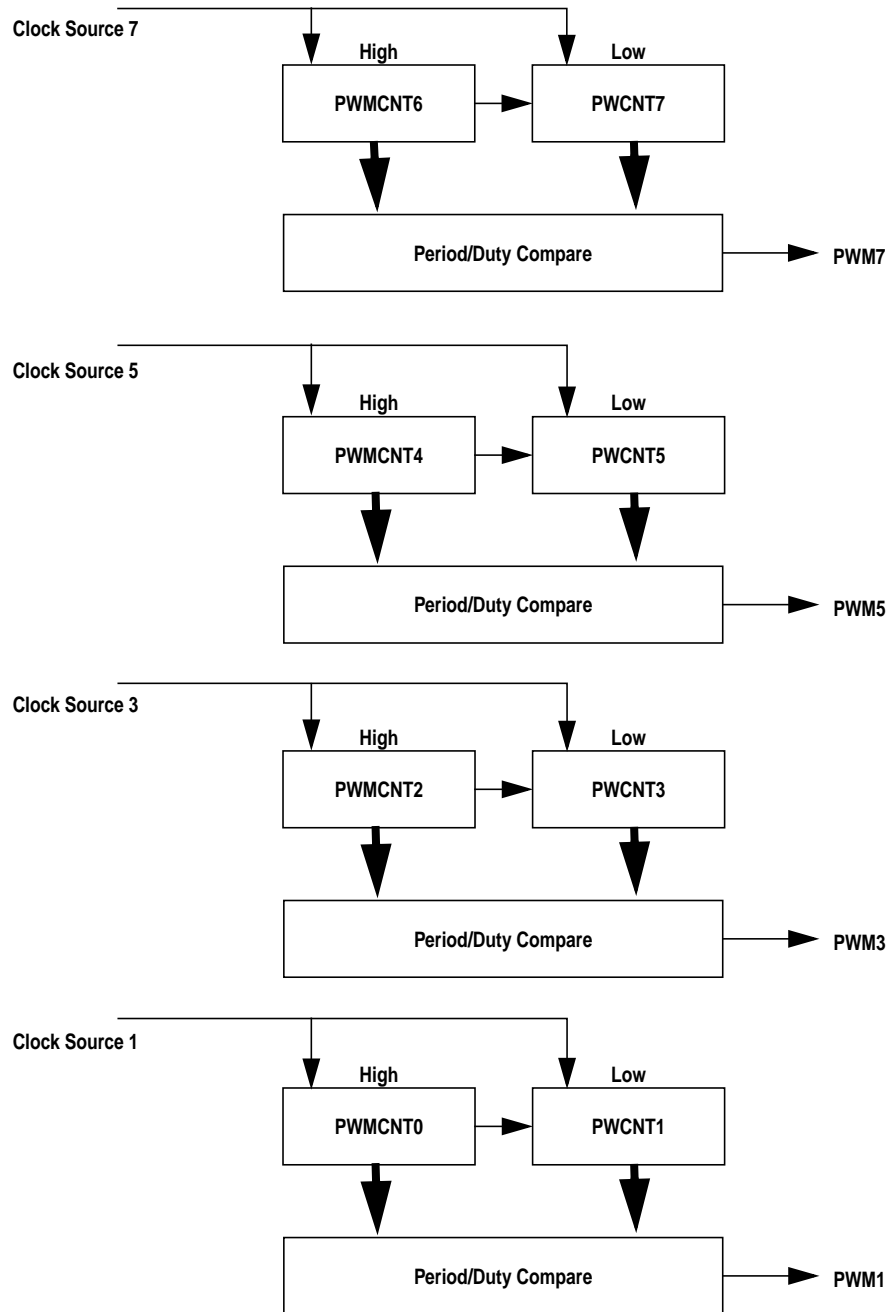 Clock Source 7
High
Low
PWMCNT6
PWCNT7
Period/Duty Compare
PWM7
Clock Source 5
High
Low
PWMCNT4
PWCNT5
Period/Duty Compare
PWM5
Clock Source 3
High
Low
PWMCNT2
PWCNT3
Period/Duty Compare
PWM3
Clock Source 1
High
Low
PWMCNT0
PWCNT1
Period/Duty Compare
PWM1